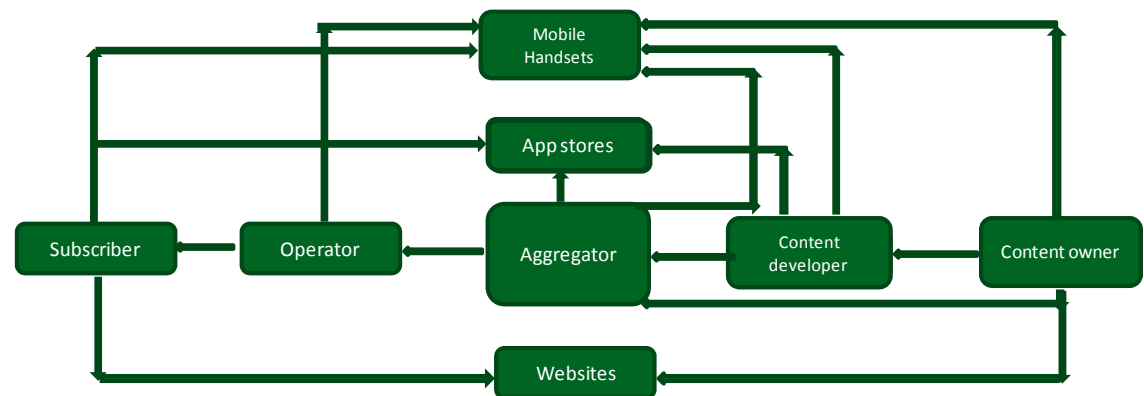 Mobile
Handsets
App stores
Subscriber
Operator
Aggregator
Content
developer
Content owner
Websites